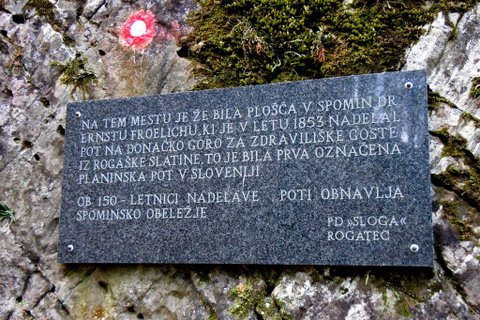 NA TEM MESTU JE ŽE BILA PLOŠČA V SPOMIN DR.
ERNSTU FROELICHU, KI JE V LETU 1853 NADELAL
POT NA DONAČKO GORO ZA ZDRAVILIŠKE GOSTE
IZ ROGAŠKE SLATINE. TO JE BILA PRVA OZNAČENA
PLANINSKA POT V SLOVENIJI
OB 150-LETNICI NADELAVE POTI OBNAVLJA
SPOMINSKO OBELEŽJE
PD »SLOGA«
ROGATEC